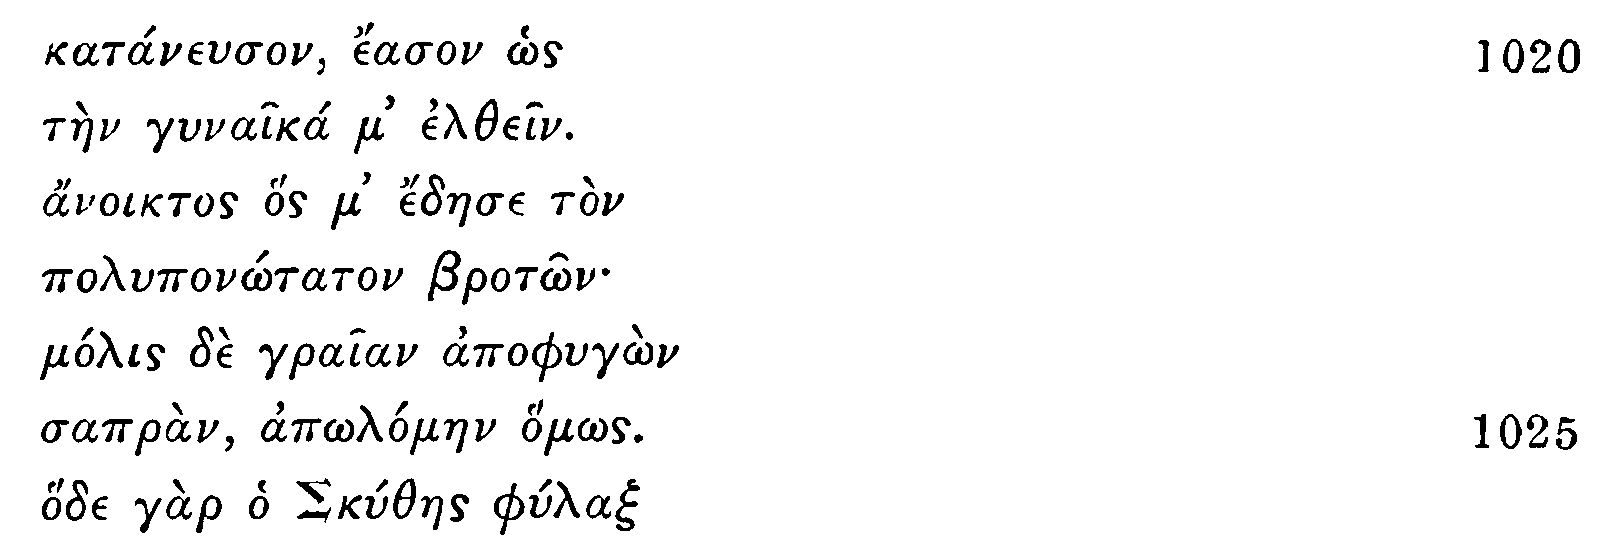 κατάνευσον, ἔασον ὡς 1020
τὴν γυναῖκά μ’ ἐλθεῖν.
ἄνοικτος ὅς μ’ ἔδησε τὸν
πολυπονώτατον βροτῶν·
μόλις δὲ γραῖαν ἀποφυγὼν
σαπρὰν, ἀπωλόμην ὅμως. 1025
ὅδε γὰρ ὁ Σκύθης φύλαξ